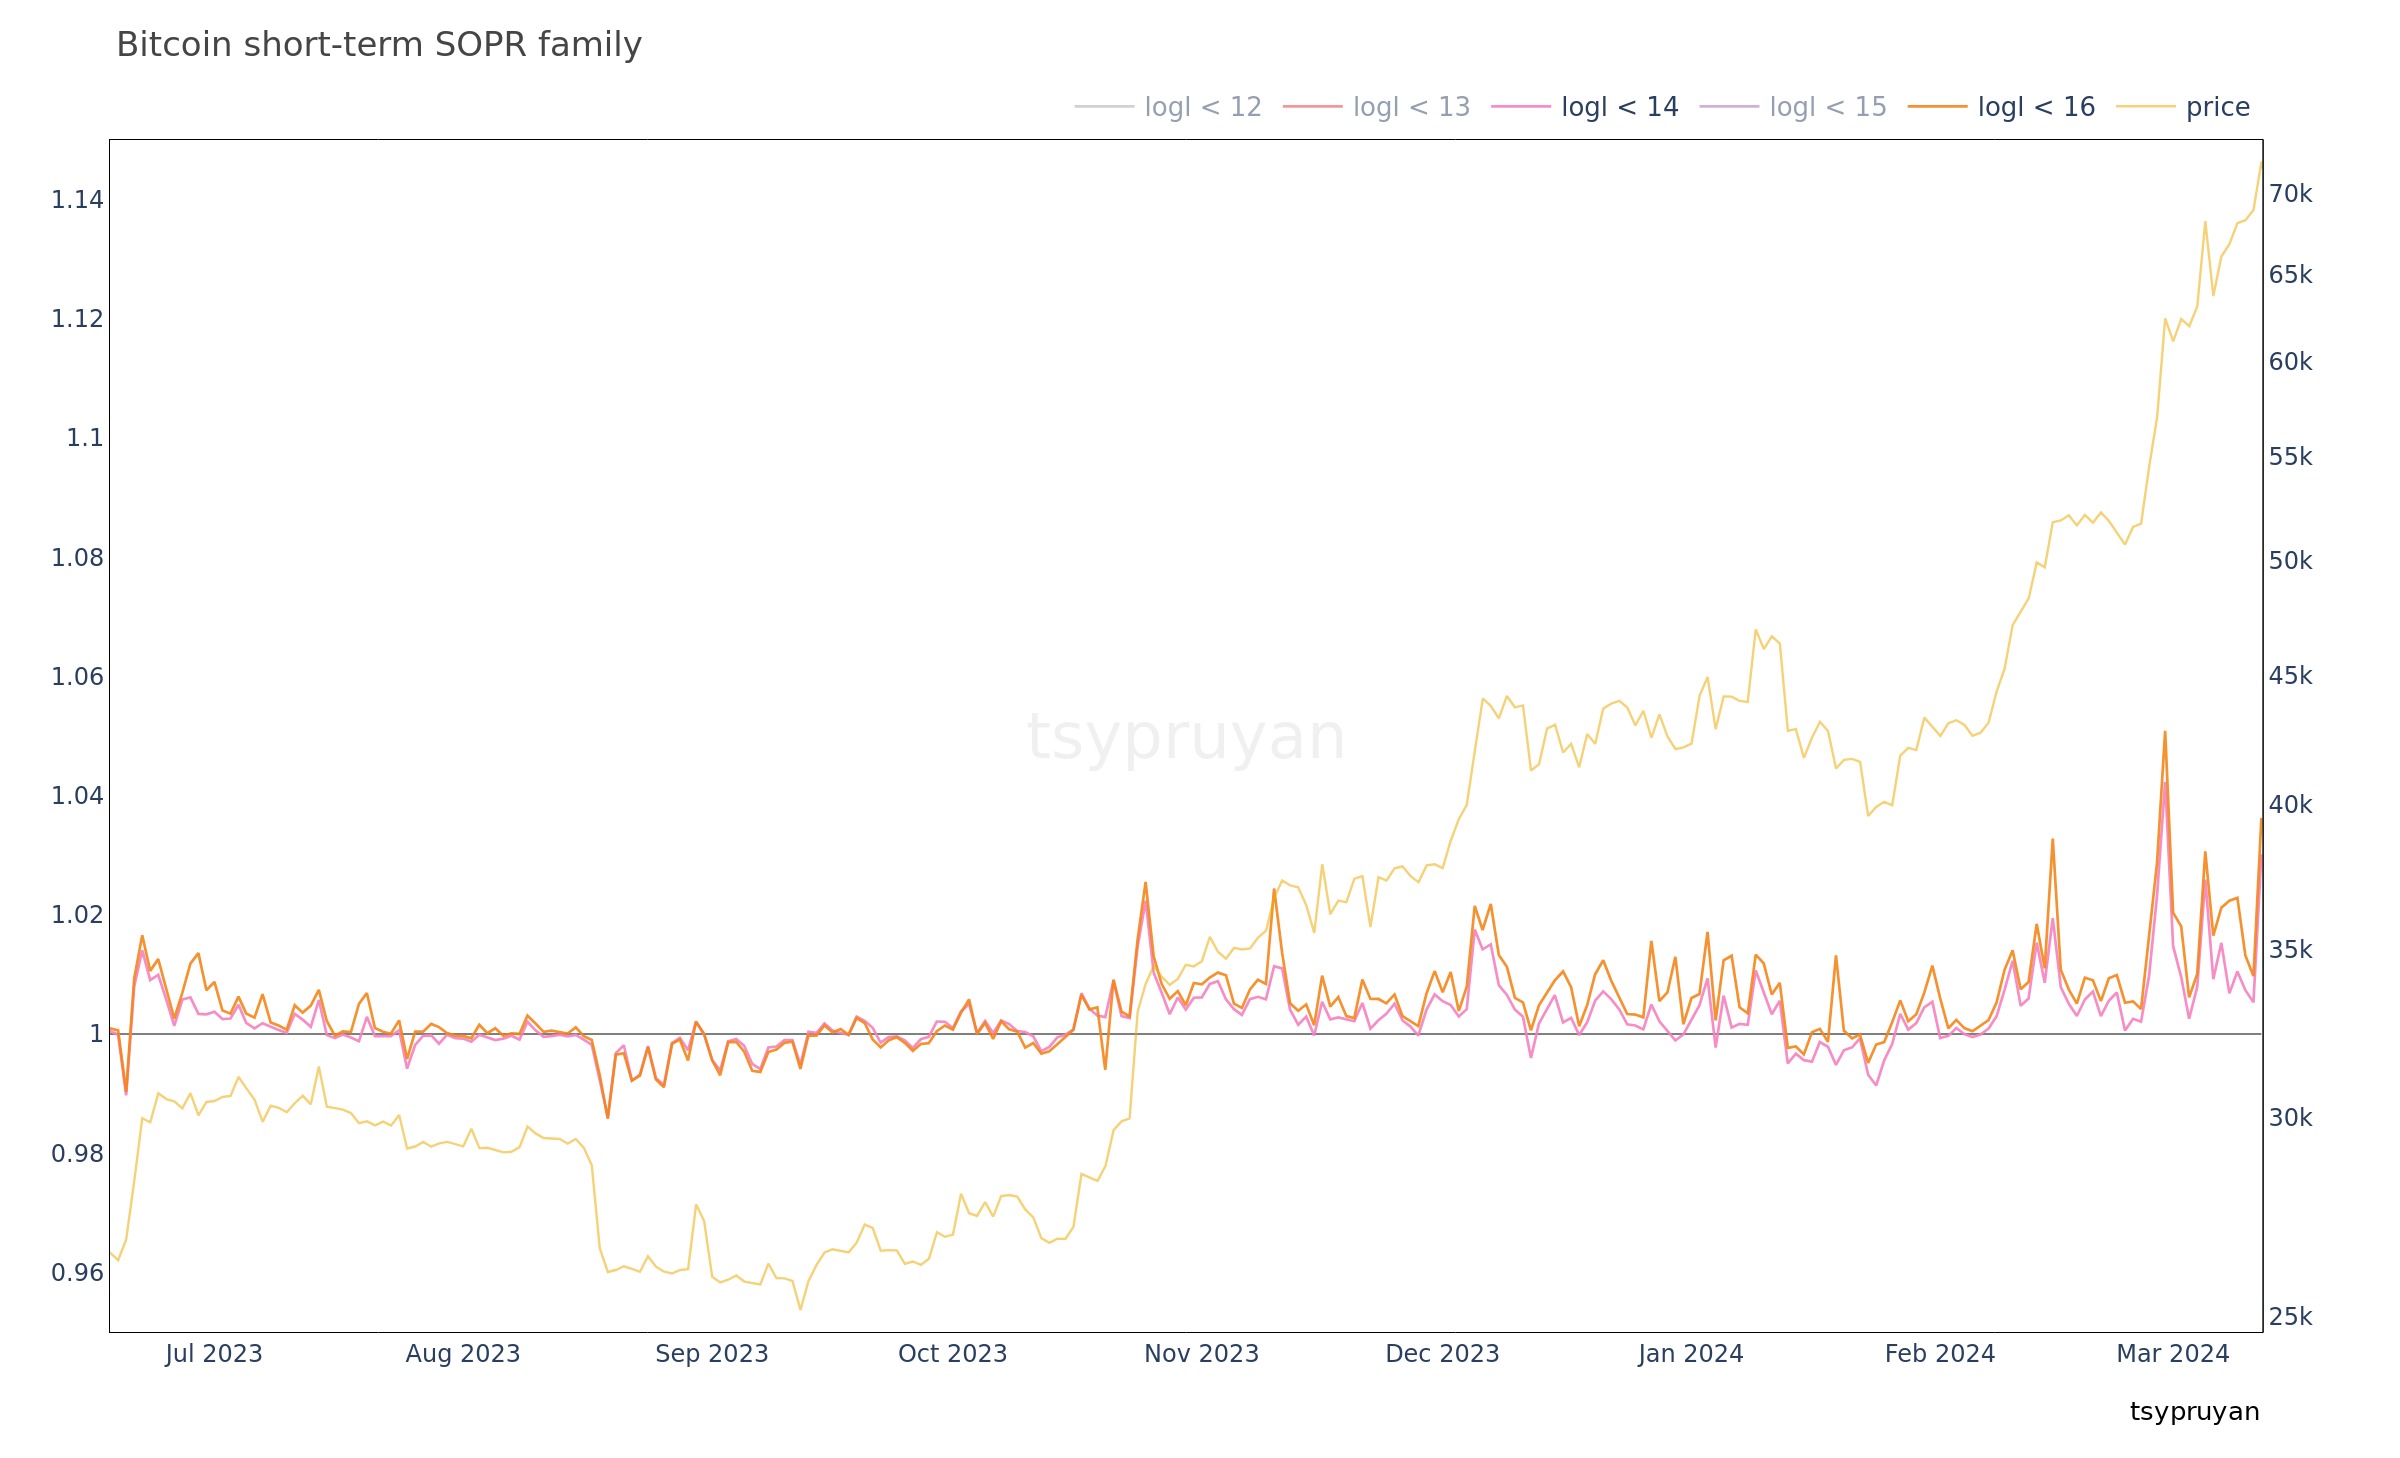 Bitcoin short-term SOPR family
logl < 12 logl < 13 logl < 14 logl < 15 logl < 16 price
1.14
1.12
1.1
1.08
1.06
1.04
1.02
1
0.98
0.96
70k
65k
60k
55k
50k
45k
40k
35k
30k
25k
tsypruyan
Jul 2023 Aug 2023 Sep 2023 Oct 2023 Nov 2023 Dec 2023 Jan 2024 Feb 2024 Mar 2024
tsypruyan